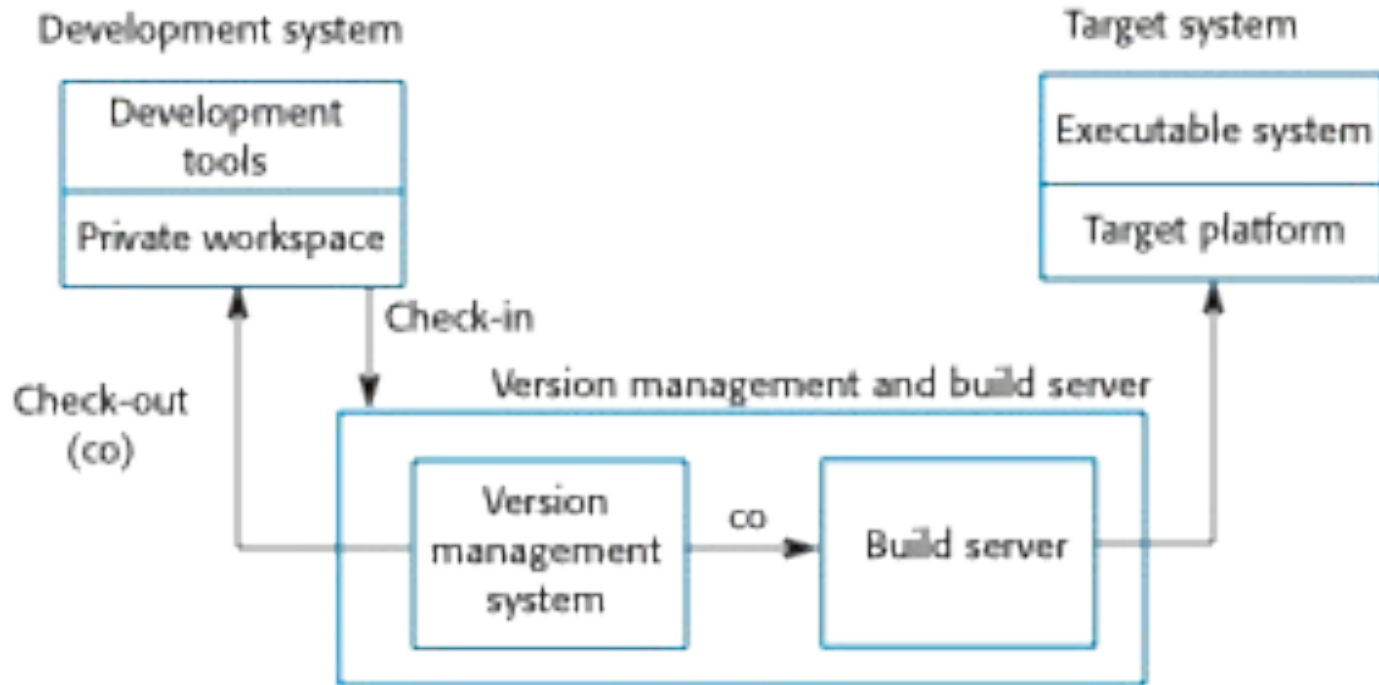 Development system
Target system
Development
tools
Private workspace
Executable system
Target platform
Check-in
Check-out
(co)
Version management and build server
Version
management
system
co
Build server